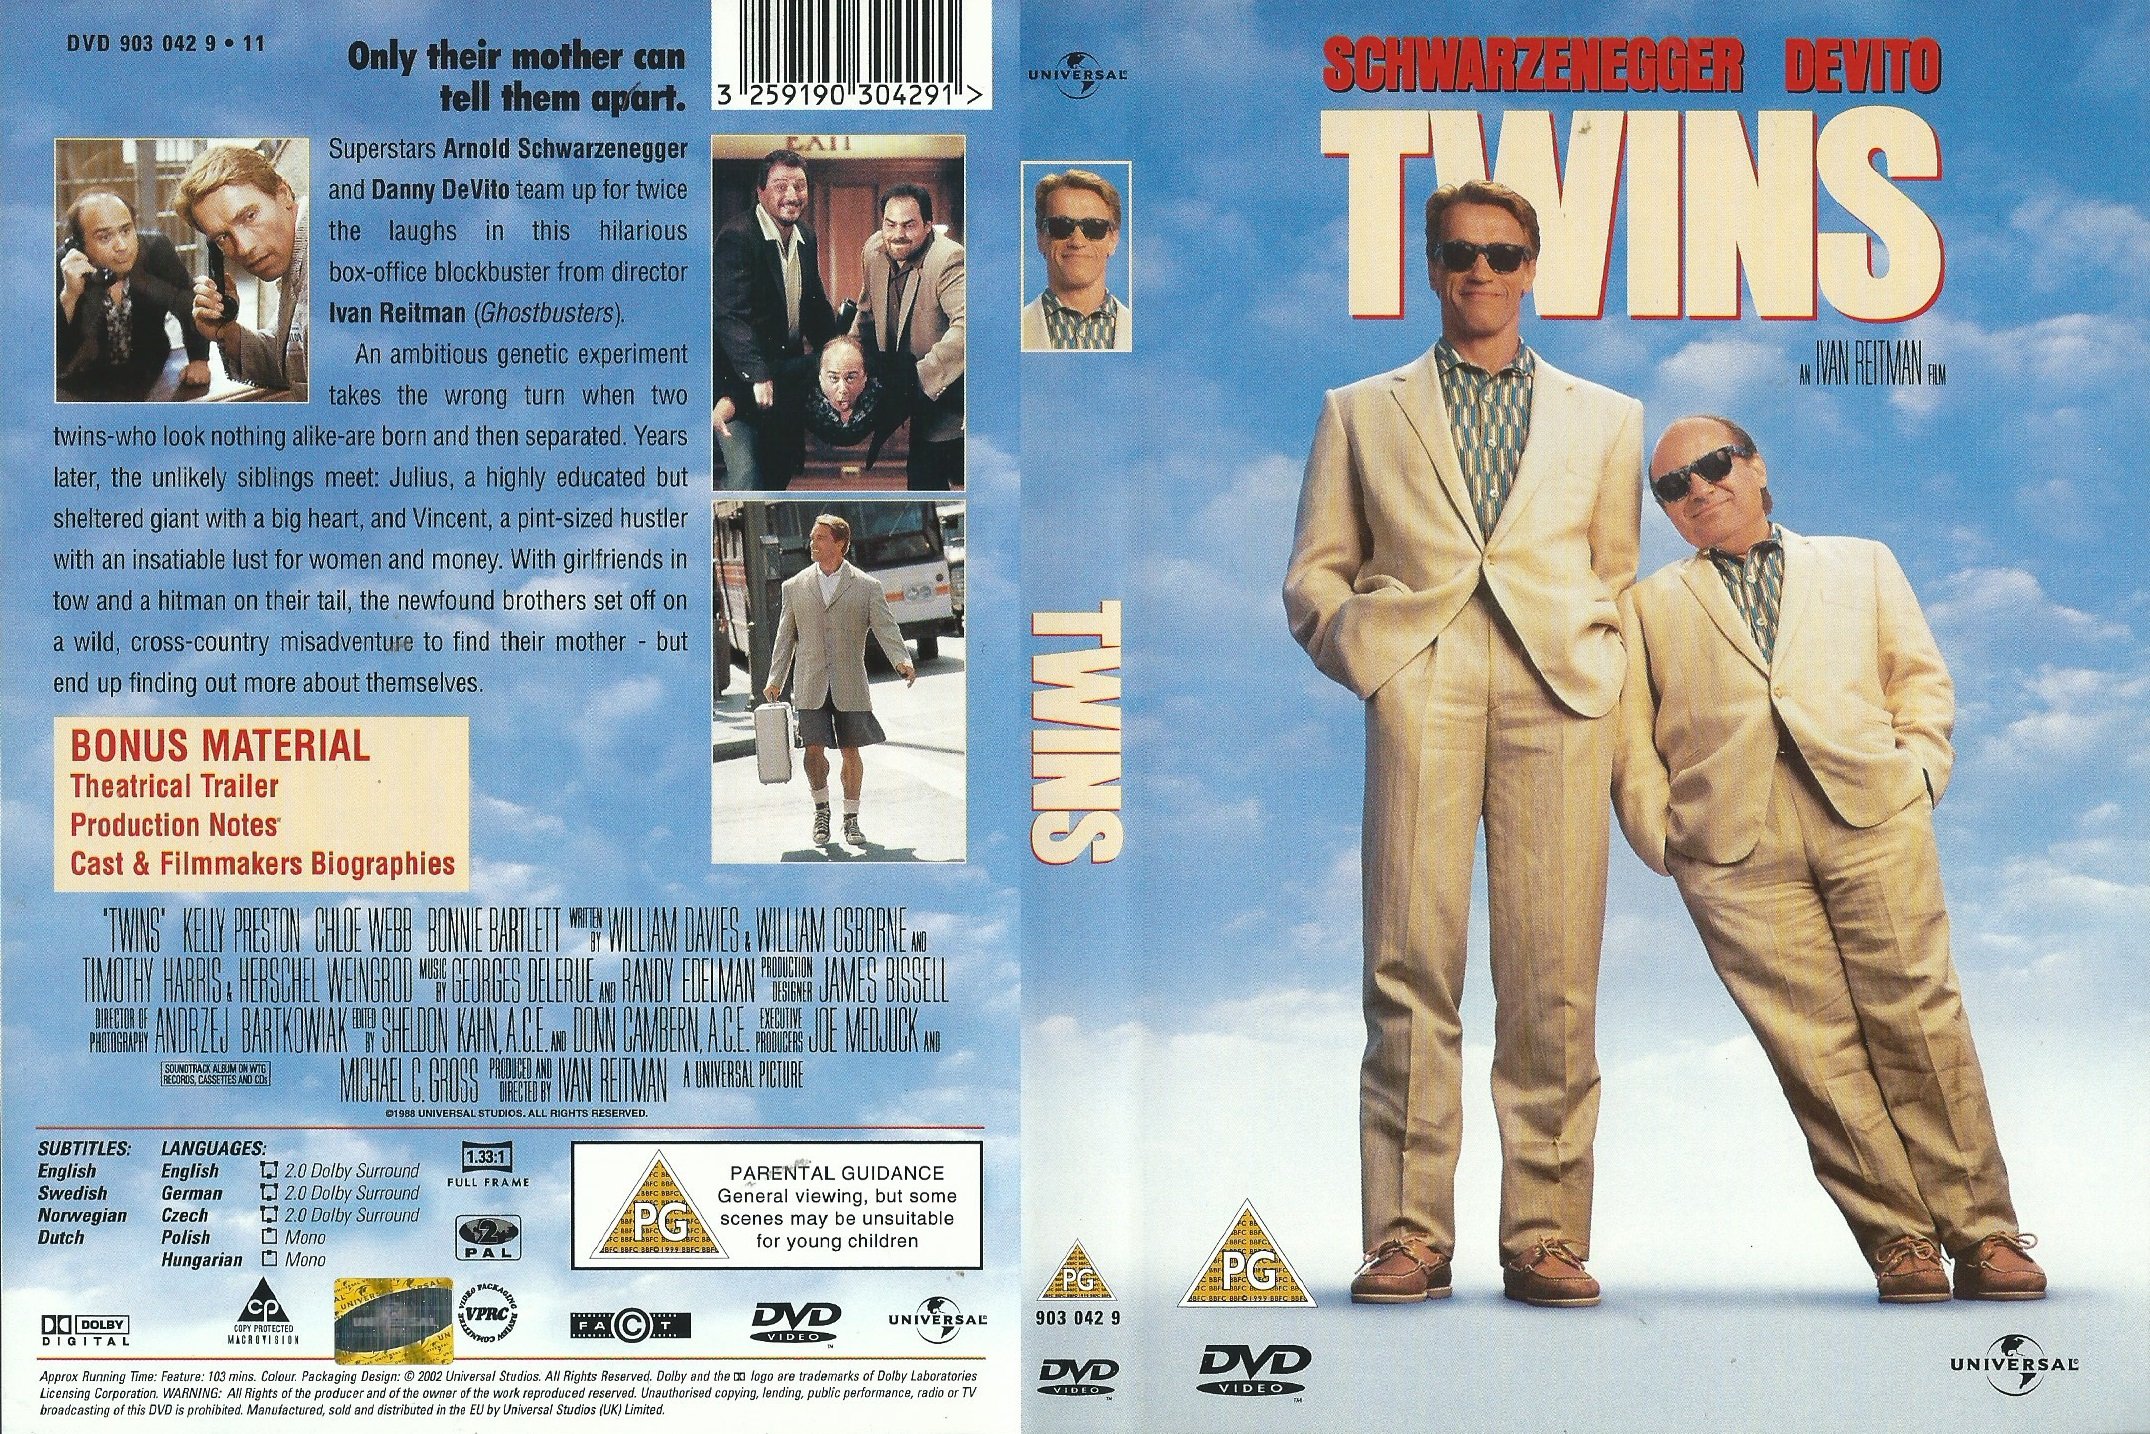 DVD 903 042 9 • 11
Only their mother can
tell them apart.
3 259190 304291 >
EXIT
Superstars Arnold Schwarzenegger
and Danny DeVito team up for twice
the laughs in this hilarious
box-office blockbuster from director
Ivan Reitman (Ghostbusters).
An ambitious genetic experiment
takes the wrong turn when two
twins-who look nothing alike-are born and then separated. Years
later, the unlikely siblings meet: Julius, a highly educated but
sheltered giant with a big heart, and Vincent, a pint-sized hustler
with an insatiable lust for women and money. With girlfriends in
tow and a hitman on their tail, the newfound brothers set off on
a wild, cross-country misadventure to find their mother - but
end up finding out more about themselves.
BONUS MATERIAL
Theatrical Trailer
Production Notes
Cast & Filmmakers Biographies
"TWINS" KELLY PRESTON CHLOE WEBB BONNIE BARTLETT WRITTEN BY WILLIAM DAVIES & WILLIAM OSBORNE AND
TIMOTHY HARRIS & HERSCHEL WEINGROD MUSIC BY GEORGES DELERUE AND RANDY EDELMAN PRODUCTION DESIGNER JAMES BISSELL
DIRECTOR OF PHOTOGRAPHY ANDRZEJ BARTKOWIAK EDITED BY SHELDON KAHN, A.C.E. AND DONN CAMBERN, A.C.E. EXECUTIVE PRODUCERS JOE MEDJUCK AND
SOUNDTRACK ALBUM ON WTG
RECORDS, CASSETTES AND CDs
MICHAEL C. GROSS PRODUCED AND DIRECTED BY IVAN REITMAN A UNIVERSAL PICTURE
©1988 UNIVERSAL STUDIOS. ALL RIGHTS RESERVED.
SUBTITLES:
English
Swedish
Norwegian
Dutch
LANGUAGES:
English 2.0 Dolby Surround
German 2.0 Dolby Surround
Czech 2.0 Dolby Surround
Polish Mono
Hungarian Mono
1.33:1
FULL FRAME
2
PAL
PG
PARENTAL GUIDANCE
General viewing, but some
scenes may be unsuitable
for young children
DOLBY
DIGITAL
CP
COPY PROTECTED
MACROVISION
UNIVERSAL
VIDEO PACKAGING REVIEW COMMITTEE
VPRC
FA C T
DVD
VIDEO
™
UNIVERSAL
Approx Running Time: Feature: 103 mins. Colour. Packaging Design: © 2002 Universal Studios. All Rights Reserved. Dolby and the logo are trademarks of Dolby Laboratories
Licensing Corporation. WARNING: All Rights of the producer and of the owner of the work reproduced reserved. Unauthorised copying, lending, public performance, radio or TV
broadcasting of this DVD is prohibited. Manufactured, sold and distributed in the EU by Universal Studios (UK) Limited.
UNIVERSAL
TWINS
PG
903 042 9
DVD
VIDEO
™
SCHWARZENEGGER DEVITO
TWINS
AN IVAN REITMAN FILM
PG
DVD
VIDEO
™
UNIVERSAL